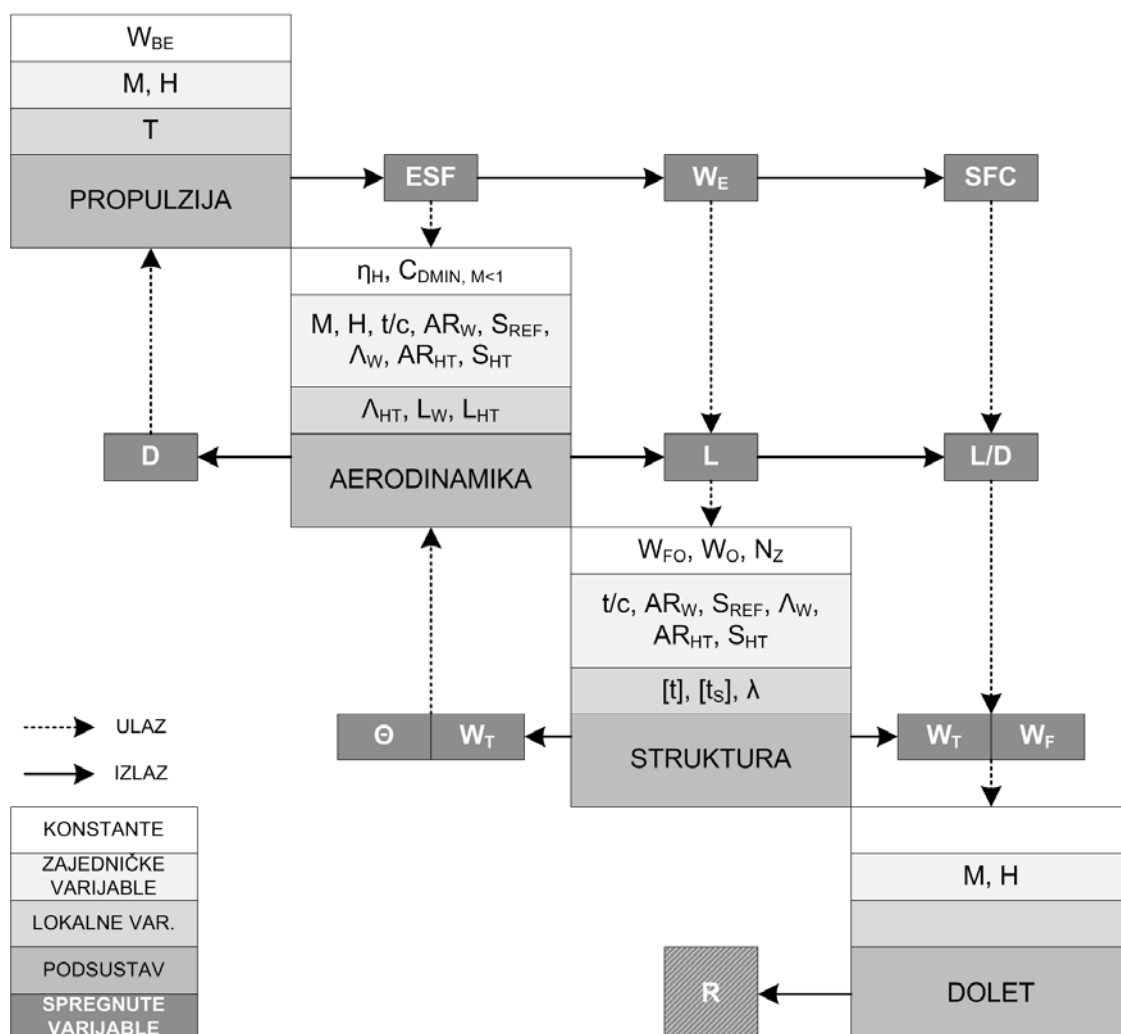 W_BE
M, H
T
PROPULZIJA
ESF
W_E
SFC
η_H, C_DMIN, M<1
M, H, t/c, AR_W, S_REF,
Λ_W, AR_HT, S_HT
Λ_HT, L_W, L_HT
AERODINAMIKA
D
L
L/D
W_FO, W_O, N_Z
t/c, AR_W, S_REF, Λ_W,
AR_HT, S_HT
[t], [t_S], λ
STRUKTURA
Θ
W_T
W_T
W_F
M, H
DOLET
R
ULAZ
IZLAZ
KONSTANTE
ZAJEDNIČKE
VARIJABLE
LOKALNE VAR.
PODSUSTAV
SPREGNUTE
VARIJABLE